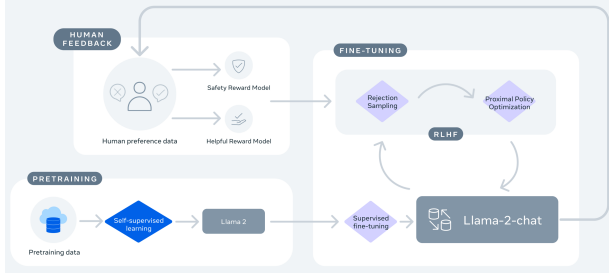 HUMAN
FEEDBACK
Safety Reward Model
Human preference data
Helpful Reward Model
FINE-TUNING
Rejection
Sampling
Proximal Policy
Optimization
RLHF
PRETRAINING
Pretraining data
Self-supervised
learning
Llama 2
Supervised
fine-tuning
Llama-2-chat